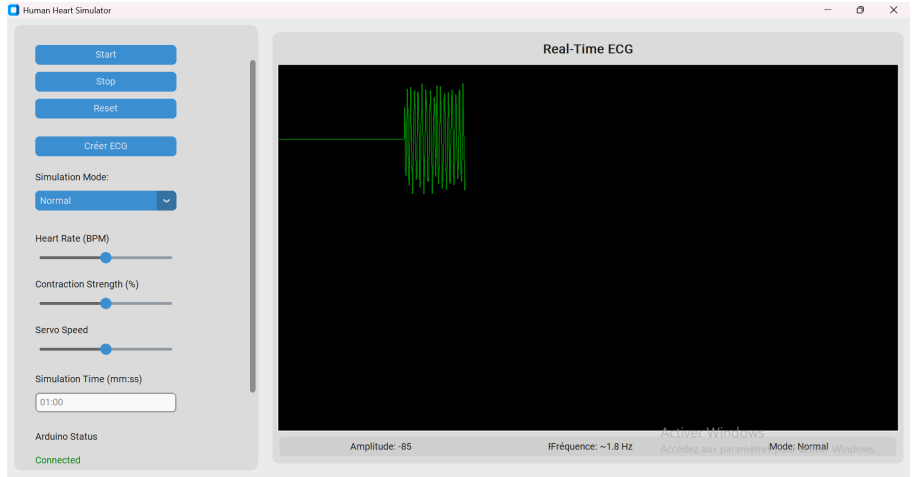 Human Heart Simulator
Start
Stop
Reset
Créer ECG
Simulation Mode:
Normal
Heart Rate (BPM)
Contraction Strength (%)
Servo Speed
Simulation Time (mm:ss)
01:00
Arduino Status
Connected
Real-Time ECG
Amplitude: -85
FFréquence: ~1.8 Hz
Mode: Normal
Activer Windows
Accédez aux paramètres Windows